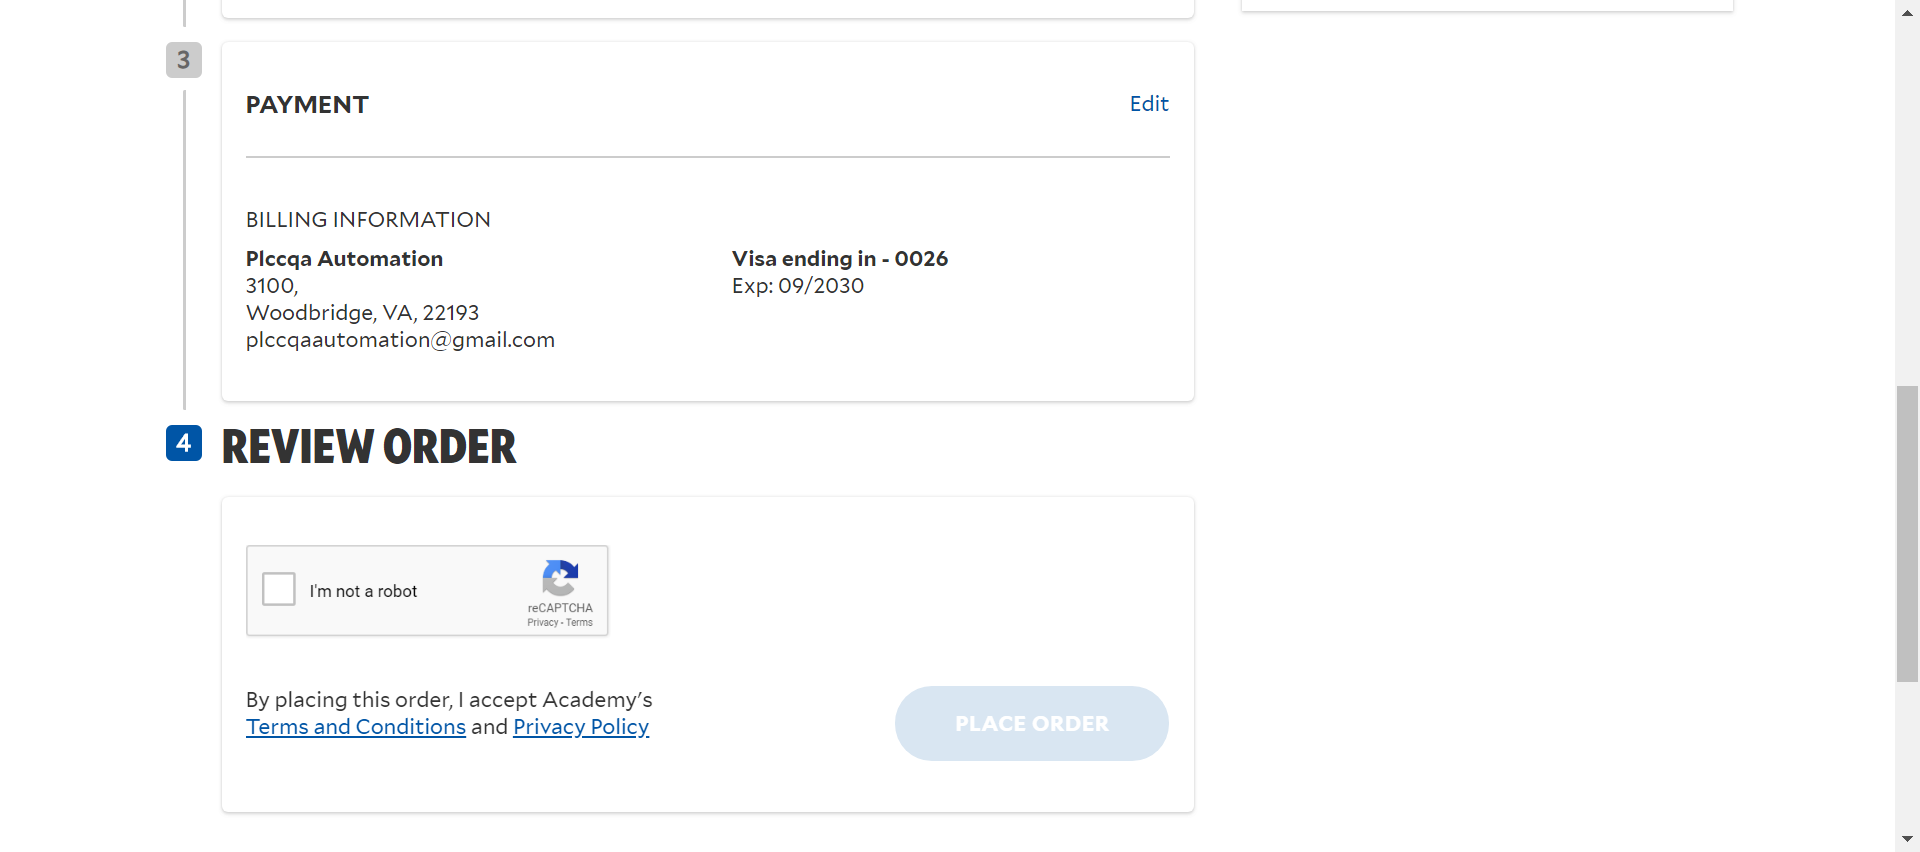 3
PAYMENT
Edit
BILLING INFORMATION
Plccqa Automation
3100,
Woodbridge, VA, 22193
plccqaautomation@gmail.com
Visa ending in - 0026
Exp: 09/2030
4
REVIEW ORDER
I'm not a robot
reCAPTCHA
Privacy - Terms
By placing this order, I accept Academy's
Terms and Conditions and Privacy Policy
PLACE ORDER